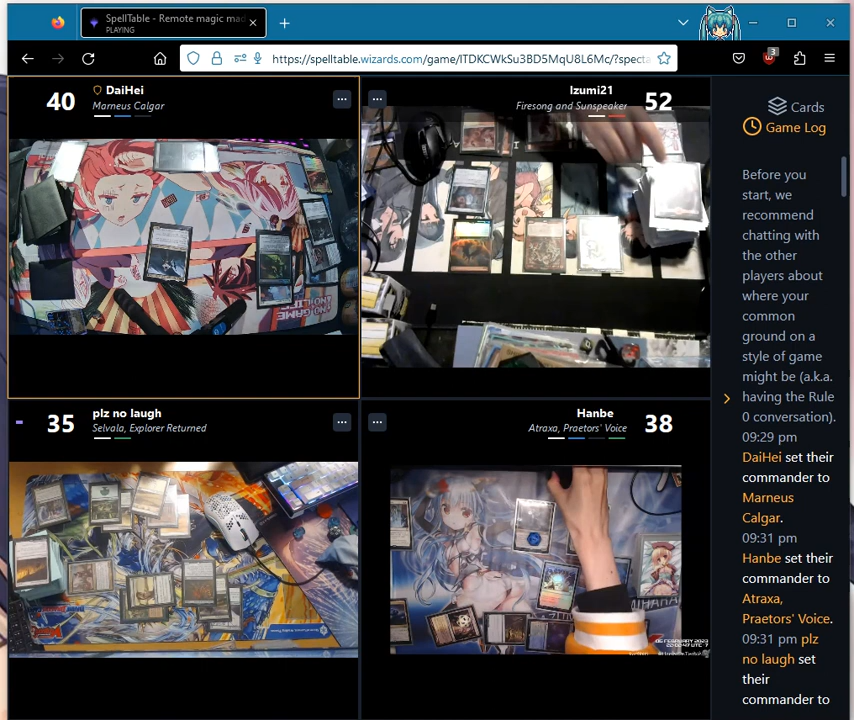 SpellTable - Remote magic mad
PLAYING
https://spelltable.wizards.com/game/ITDKCWkSu3BD5MqU8L6Mc/?specta
3
40
DaiHei
Marneus Calgar
Izumi21
Firesong and Sunspeaker
52
35
plz no laugh
Selvala, Explorer Returned
Hanbe
Atraxa, Praetors' Voice
38
Cards
Game Log
Before you
start, we
recommend
chatting with
the other
players about
where your
common
ground on a
style of game
might be (a.k.a.
having the Rule
0 conversation).
09:29 pm
DaiHei set their
commander to
Marneus
Calgar.
09:31 pm
Hanbe set their
commander to
Atraxa,
Praetors' Voice.
09:31 pm plz
no laugh set
their
commander to